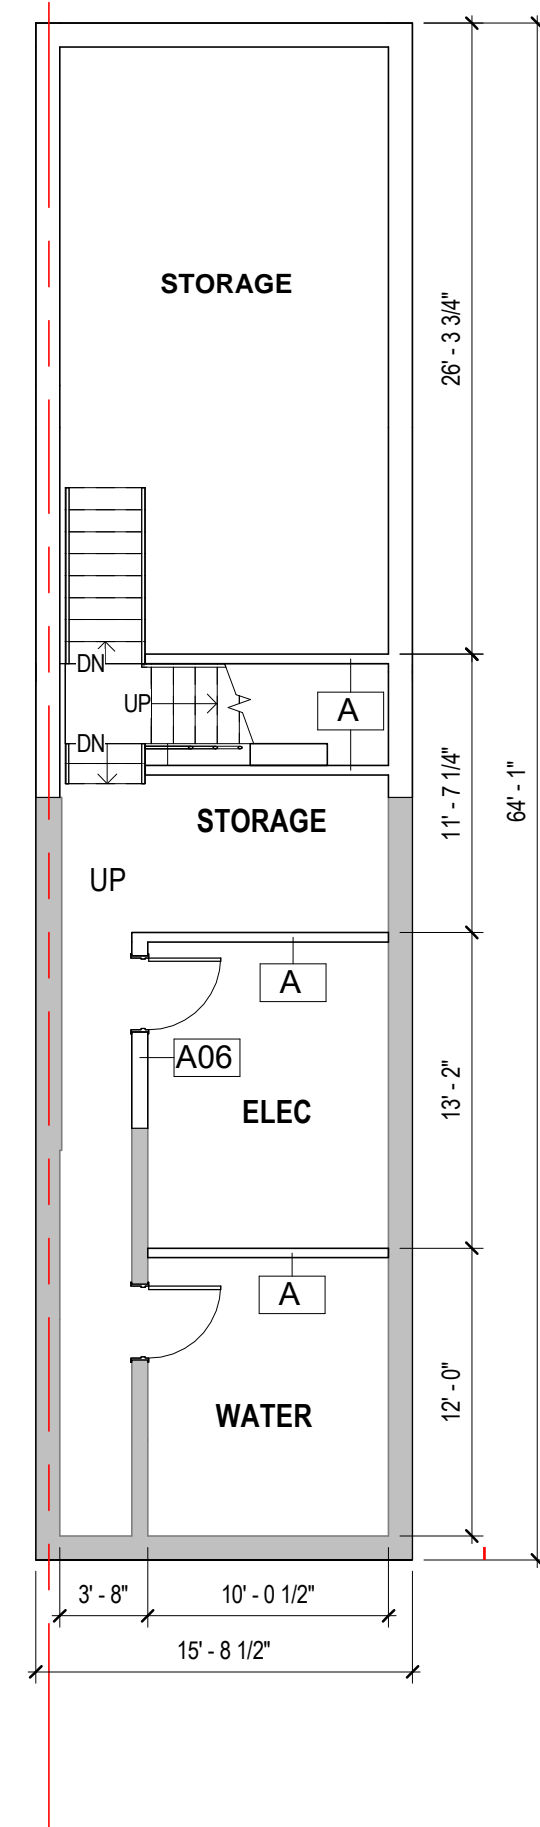 STORAGE
26' - 3 3/4"
DN
UP
A
DN
11' - 7 1/4"
64' - 1"
STORAGE
UP
A
A06
13' - 2"
ELEC
A
12' - 0"
WATER
3' - 8"
10' - 0 1/2"
15' - 8 1/2"